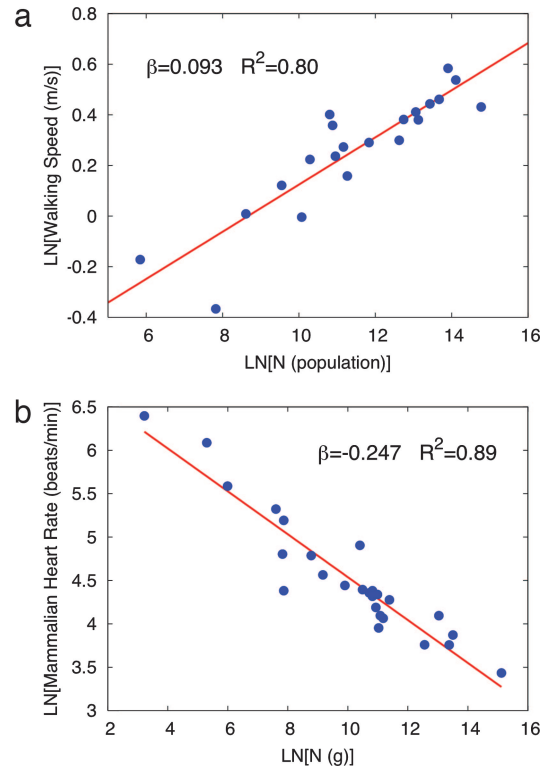 a
0.8
0.6
0.4
0.2
0
-0.2
-0.4
LN[Walking Speed (m/s)]
β=0.093 R²=0.80
6 8 10 12 14 16
LN[N (population)]
b
6.5
6
5.5
5
4.5
4
3.5
3
LN[Mammalian Heart Rate (beats/min)]
β=-0.247 R²=0.89
2 4 6 8 10 12 14 16
LN[N (g)]